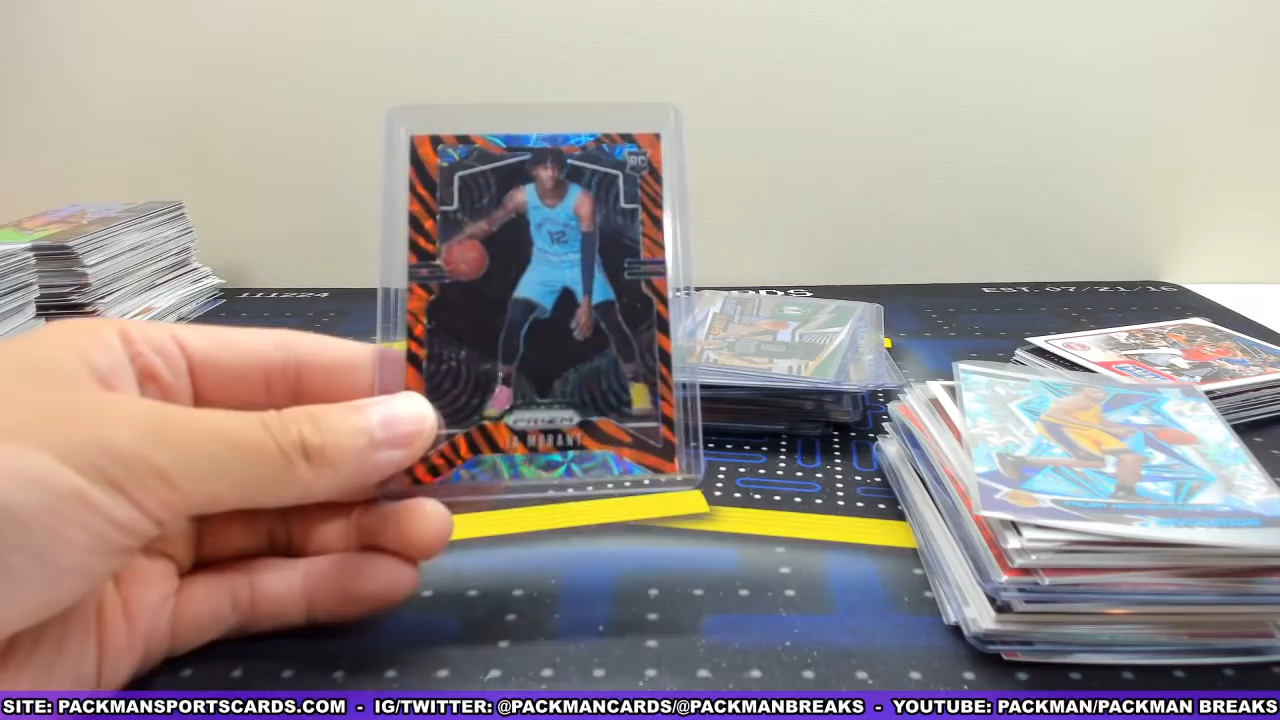 RC
12
PRIZM
JA MORANT
111224
EST. 07/21/16
SITE: PACKMANSPORTSCARDS.COM - IG/TWITTER: @PACKMANCARDS/@PACKMANBREAKS - YOUTUBE: PACKMAN/PACKMAN BREAKS